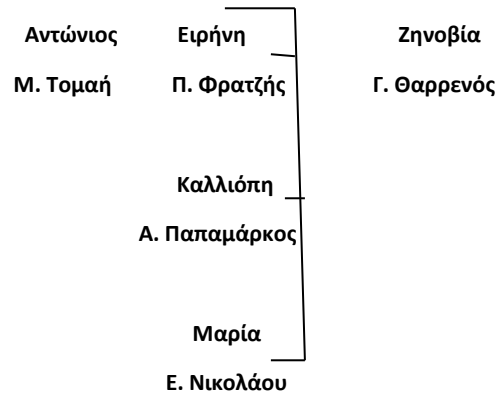 Αντώνιος Ειρήνη Ζηνοβία
Μ. Τομαή Π. Φρατζής Γ. Θαρρενός
Καλλιόπη
Α. Παπαμάρκος
Μαρία
Ε. Νικολάου